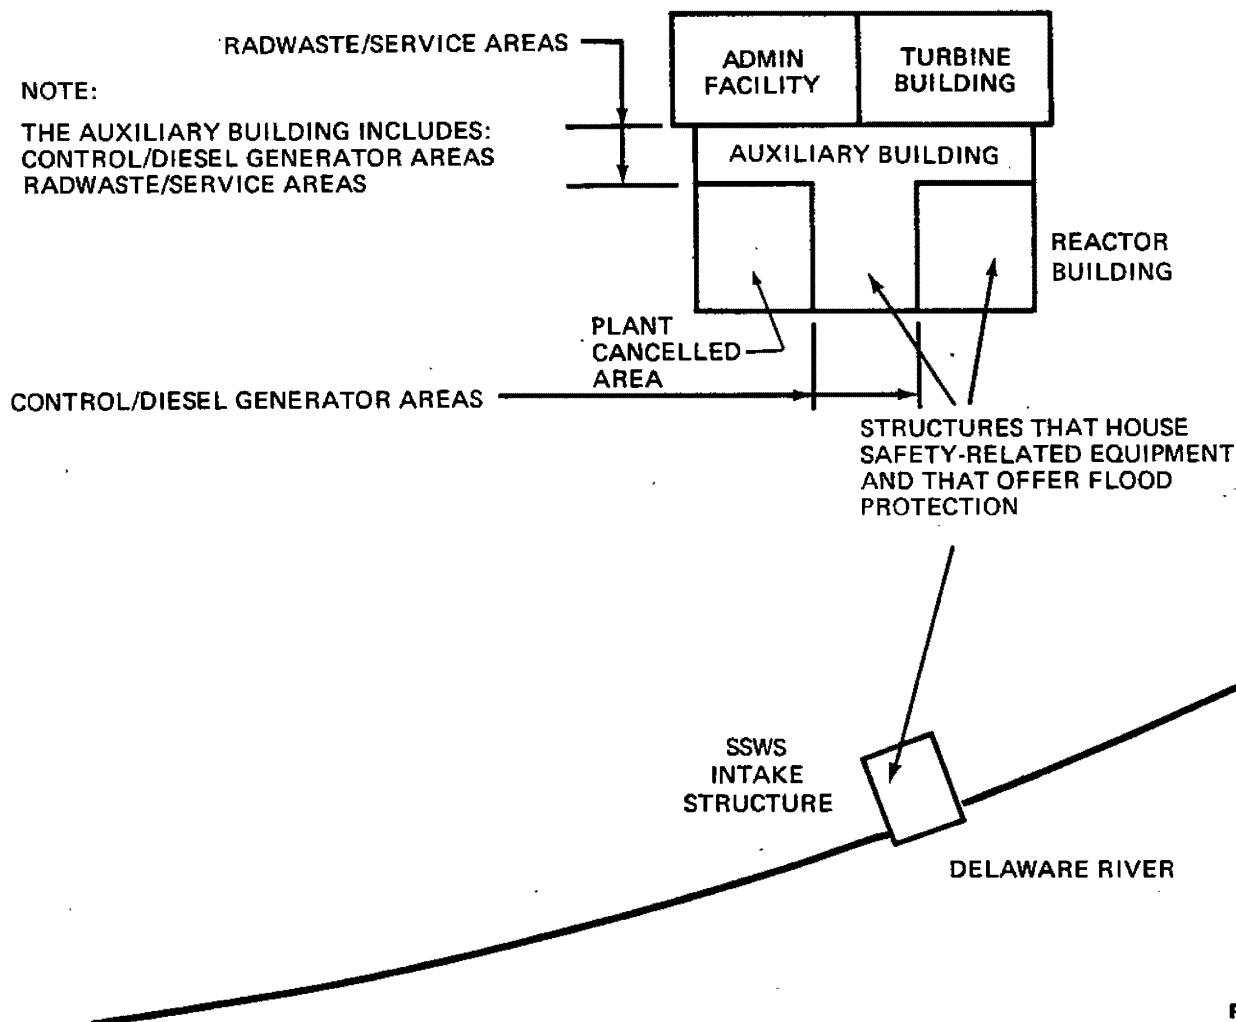 RADWASTE/SERVICE AREAS
ADMIN
FACILITY
TURBINE
BUILDING
NOTE:
THE AUXILIARY BUILDING INCLUDES:
CONTROL/DIESEL GENERATOR AREAS
RADWASTE/SERVICE AREAS
AUXILIARY BUILDING
REACTOR
BUILDING
PLANT
CANCELLED
AREA
CONTROL/DIESEL GENERATOR AREAS
STRUCTURES THAT HOUSE
SAFETY-RELATED EQUIPMENT
AND THAT OFFER FLOOD
PROTECTION
SSWS
INTAKE
STRUCTURE
DELAWARE RIVER